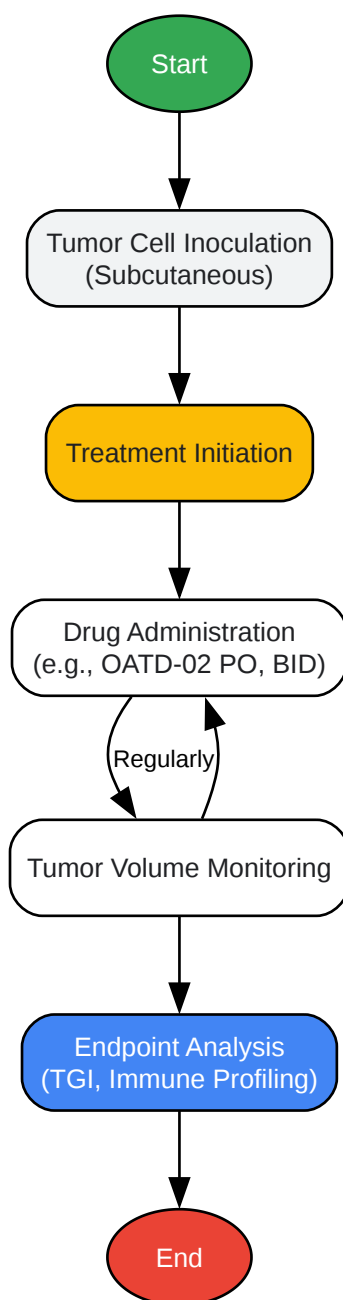 Start
Tumor Cell Inoculation
(Subcutaneous)
Treatment Initiation
Drug Administration
(e.g., OATD-02 PO, BID)
Regularly
Tumor Volume Monitoring
Endpoint Analysis
(TGI, Immune Profiling)
End